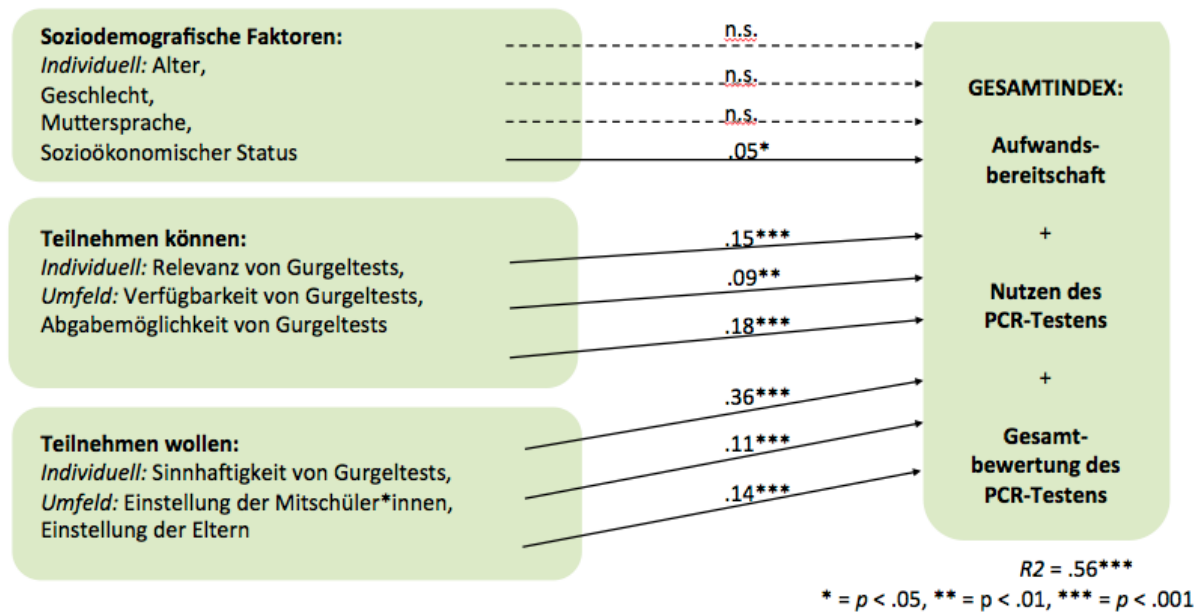 Soziodemografische Faktoren:
Individuell: Alter,
Geschlecht,
Muttersprache,
Sozioökonomischer Status
n.s.
n.s.
n.s.
.05*
Teilnehmen können:
Individuell: Relevanz von Gurgeltests,
Umfeld: Verfügbarkeit von Gurgeltests,
Abgabemöglichkeit von Gurgeltests
.15***
.09**
.18***
Teilnehmen wollen:
Individuell: Sinnhaftigkeit von Gurgeltests,
Umfeld: Einstellung der Mitschüler*innen,
Einstellung der Eltern
.36***
.11***
.14***
GESAMTINDEX:
Aufwands-
bereitschaft
+
Nutzen des
PCR-Testens
+
Gesamt-
bewertung des
PCR-Testens
R2 = .56***
* = p < .05, ** = p < .01, *** = p < .001